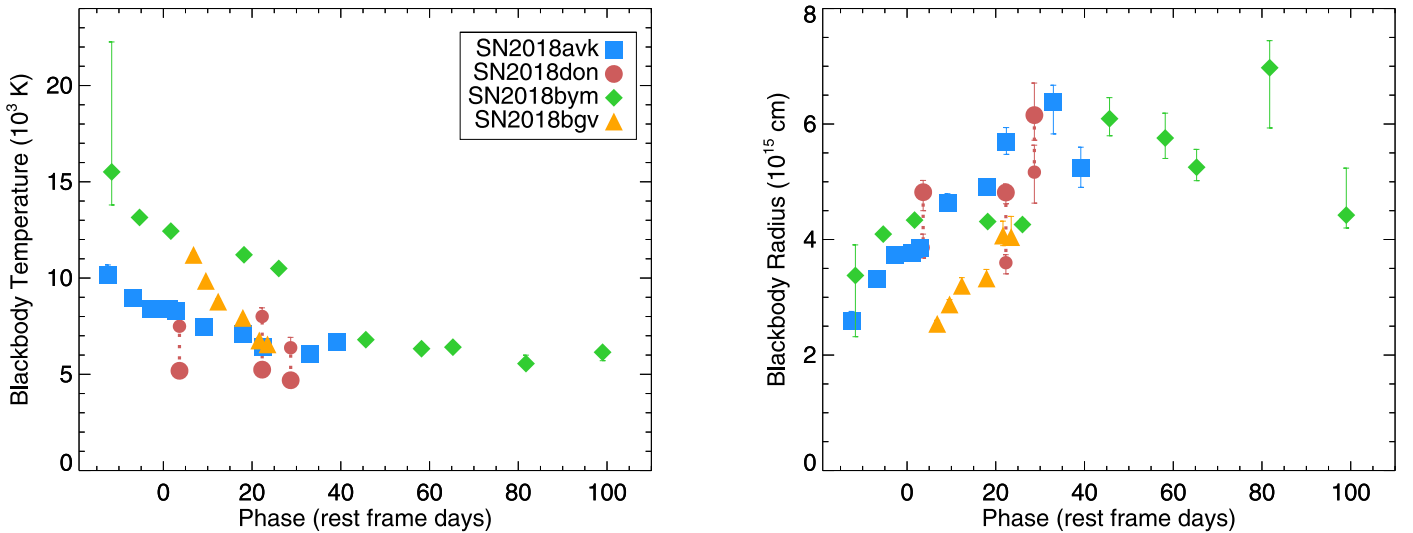 Blackbody Temperature (10³ K)
20
15
10
5
0
SN2018avk
SN2018don
SN2018bym
SN2018bgv
0 20 40 60 80 100
Phase (rest frame days)
Blackbody Radius (10¹⁵ cm)
8
6
4
2
0
0 20 40 60 80 100
Phase (rest frame days)